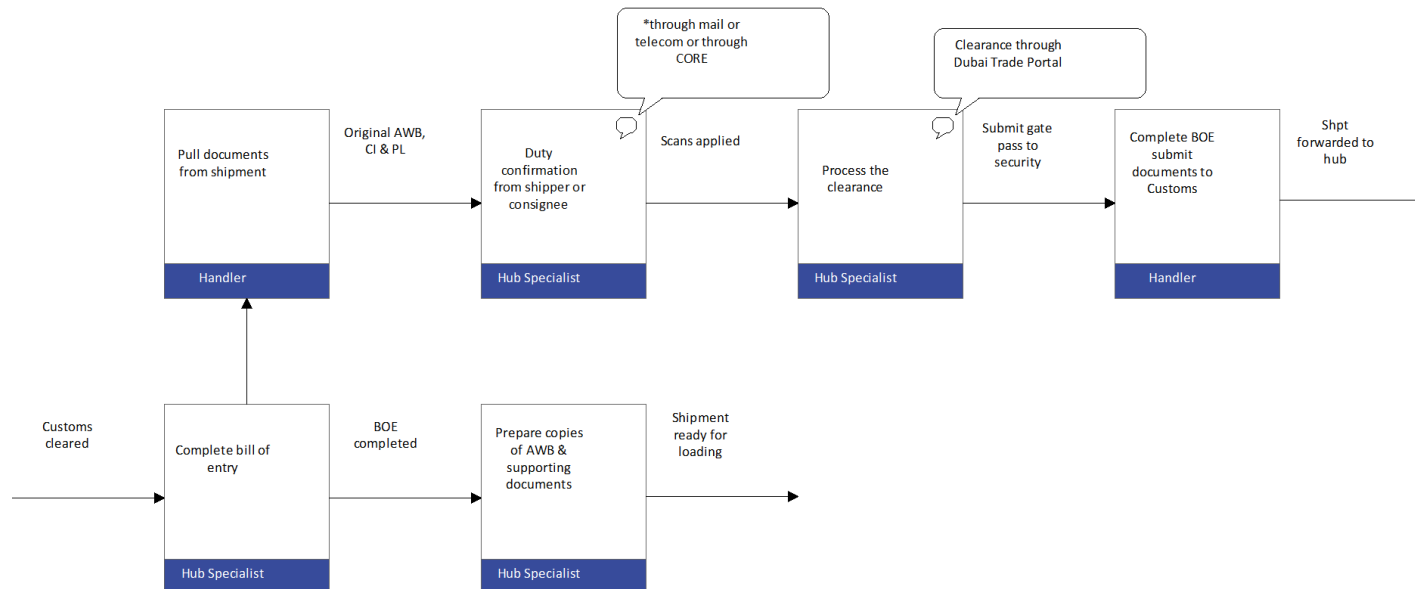 *through mail or
telecom or through
CORE
Clearance through
Dubai Trade Portal
Pull documents
from shipment
Handler
Original AWB,
CI & PL
Duty
confirmation
from shipper or
consignee
Hub Specialist
Scans applied
Process the
clearance
Hub Specialist
Submit gate
pass to
security
Complete BOE
submit
documents to
Customs
Handler
Shpt
forwarded to
hub
Customs
cleared
Complete bill of
entry
Hub Specialist
BOE
completed
Prepare copies
of AWB &
supporting
documents
Hub Specialist
Shipment
ready for
loading